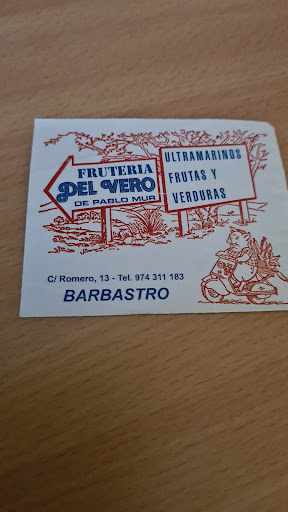 FRUTERIA
DEL VERO
DE PABLO MUR
ULTRAMARINOS
FRUTAS Y
VERDURAS
C/ Romero, 13 - Tel. 974 311 183
BARBASTRO